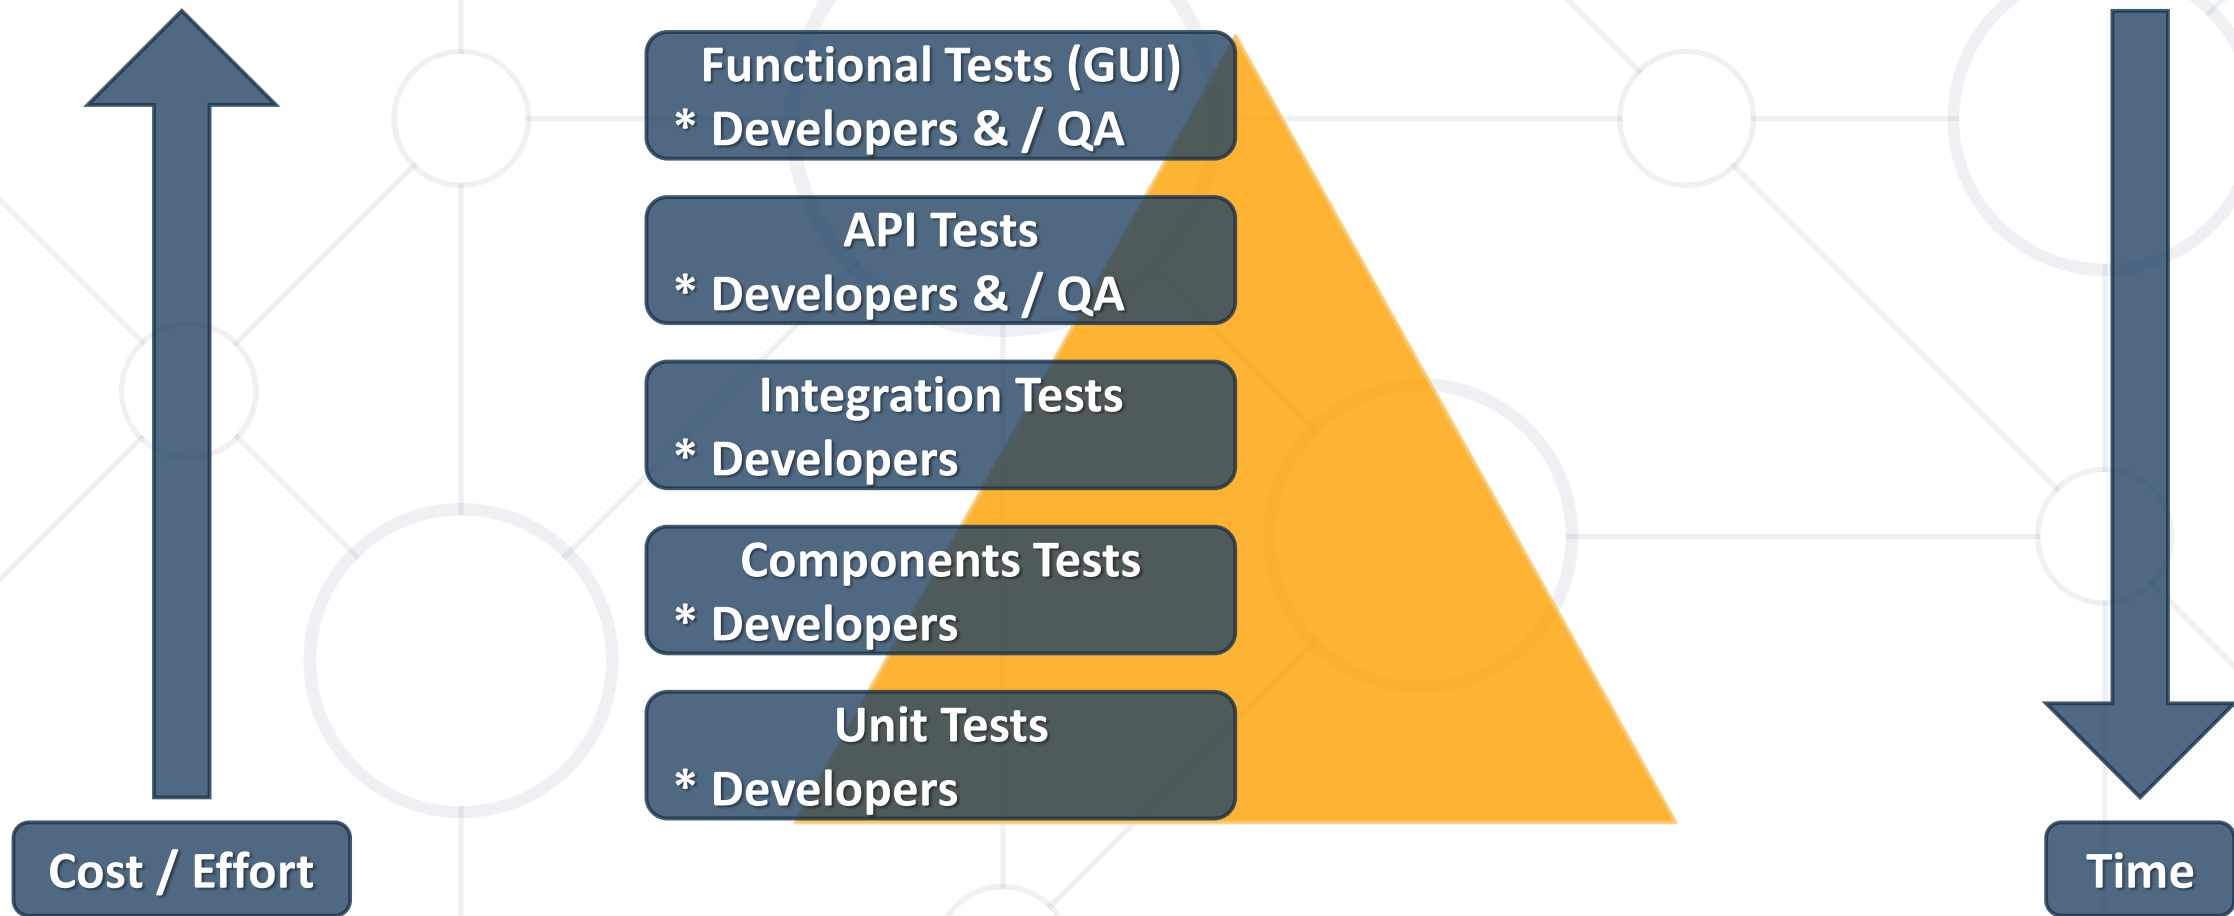 Functional Tests (GUI)
* Developers & / QA
API Tests
* Developers & / QA
Integration Tests
* Developers
Components Tests
* Developers
Unit Tests
* Developers
Cost / Effort
Time